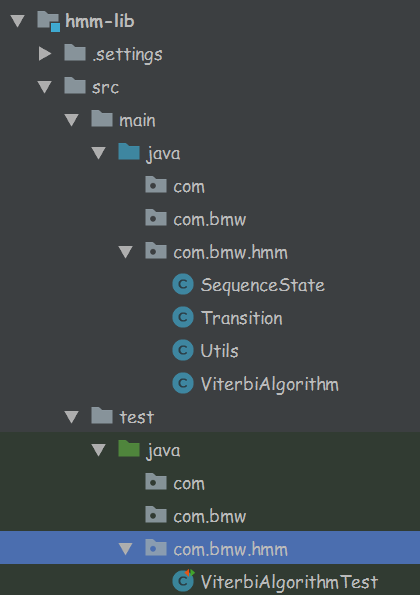 hmm-lib
.settings
src
main
java
com
com.bmw
com.bmw.hmm
SequenceState
Transition
Utils
ViterbiAlgorithm
test
java
com
com.bmw
com.bmw.hmm
ViterbiAlgorithmTest